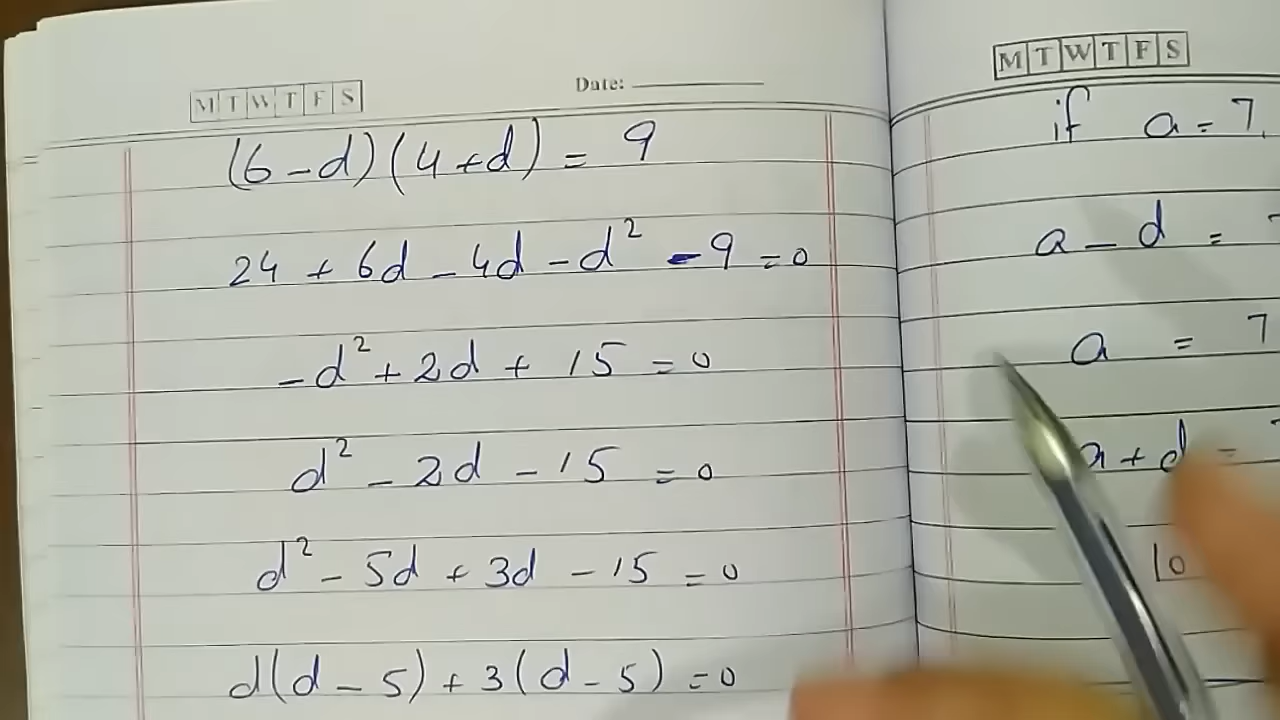 M T W T F S
Date:
(6 - d) (4 + d) = 9
24 + 6d - 4d - d² - 9 = 0
- d² + 2d + 15 = 0
d² - 2d - 15 = 0
d² - 5d + 3d - 15 = 0
d(d - 5) + 3(d - 5) = 0
M T W T F S
if a = 7,
a - d =
a = 7
a + d =
10